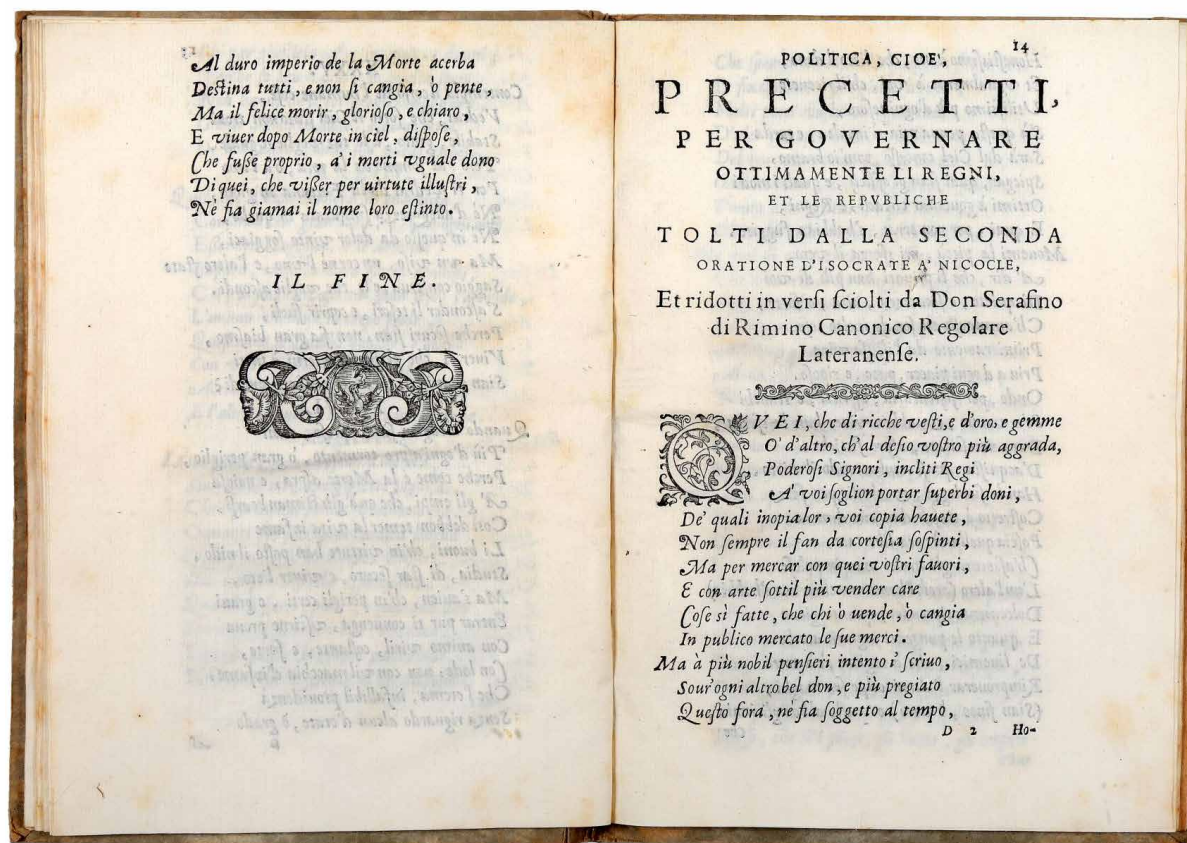 Al duro imperio de la Morte acerba
Destina tutti, e non ſi cangia, ò pente,
Ma il felice morir, glorioſo, e chiaro,
E viuer dopo Morte in ciel, diſpoſe,
Che fuſſe proprio, a' i merti vguale dono
Di quei, che viſſer per uirtute illuſtri,
Nè fia giamai il nome loro eſtinto.
IL FINE.
14
POLITICA, CIOE',
PRECETTI,
PER GOVERNARE
OTTIMAMENTE LI REGNI,
ET LE REPVBLICHE
TOLTI DALLA SECONDA
ORATIONE D'ISOCRATE A' NICOCLE,
Et ridotti in verſi ſciolti da Don Serafino
di Rimino Canonico Regolare
Lateranenſe.
QVEI, che di ricche veſti, e d'oro, e gemme
O' d'altro, ch'al deſio voſtro più aggrada,
Poderoſi Signori, incliti Regi
A' voi ſoglion portar ſuperbi doni,
De' quali inopia lor, voi copia hauete,
Non ſempre il fan da corteſia ſoſpinti,
Ma per mercar con quei voſtri fauori,
E con arte ſottil più vender care
Coſe sì fatte, che chi ò uende, ò cangia
In publico mercato le ſue merci.
Ma à più nobil penſieri intento i' ſcriuo,
Sour' ogni altro bel don, e più pregiato
Queſto fora, nè fia ſoggetto al tempo,
D 2 Ho-